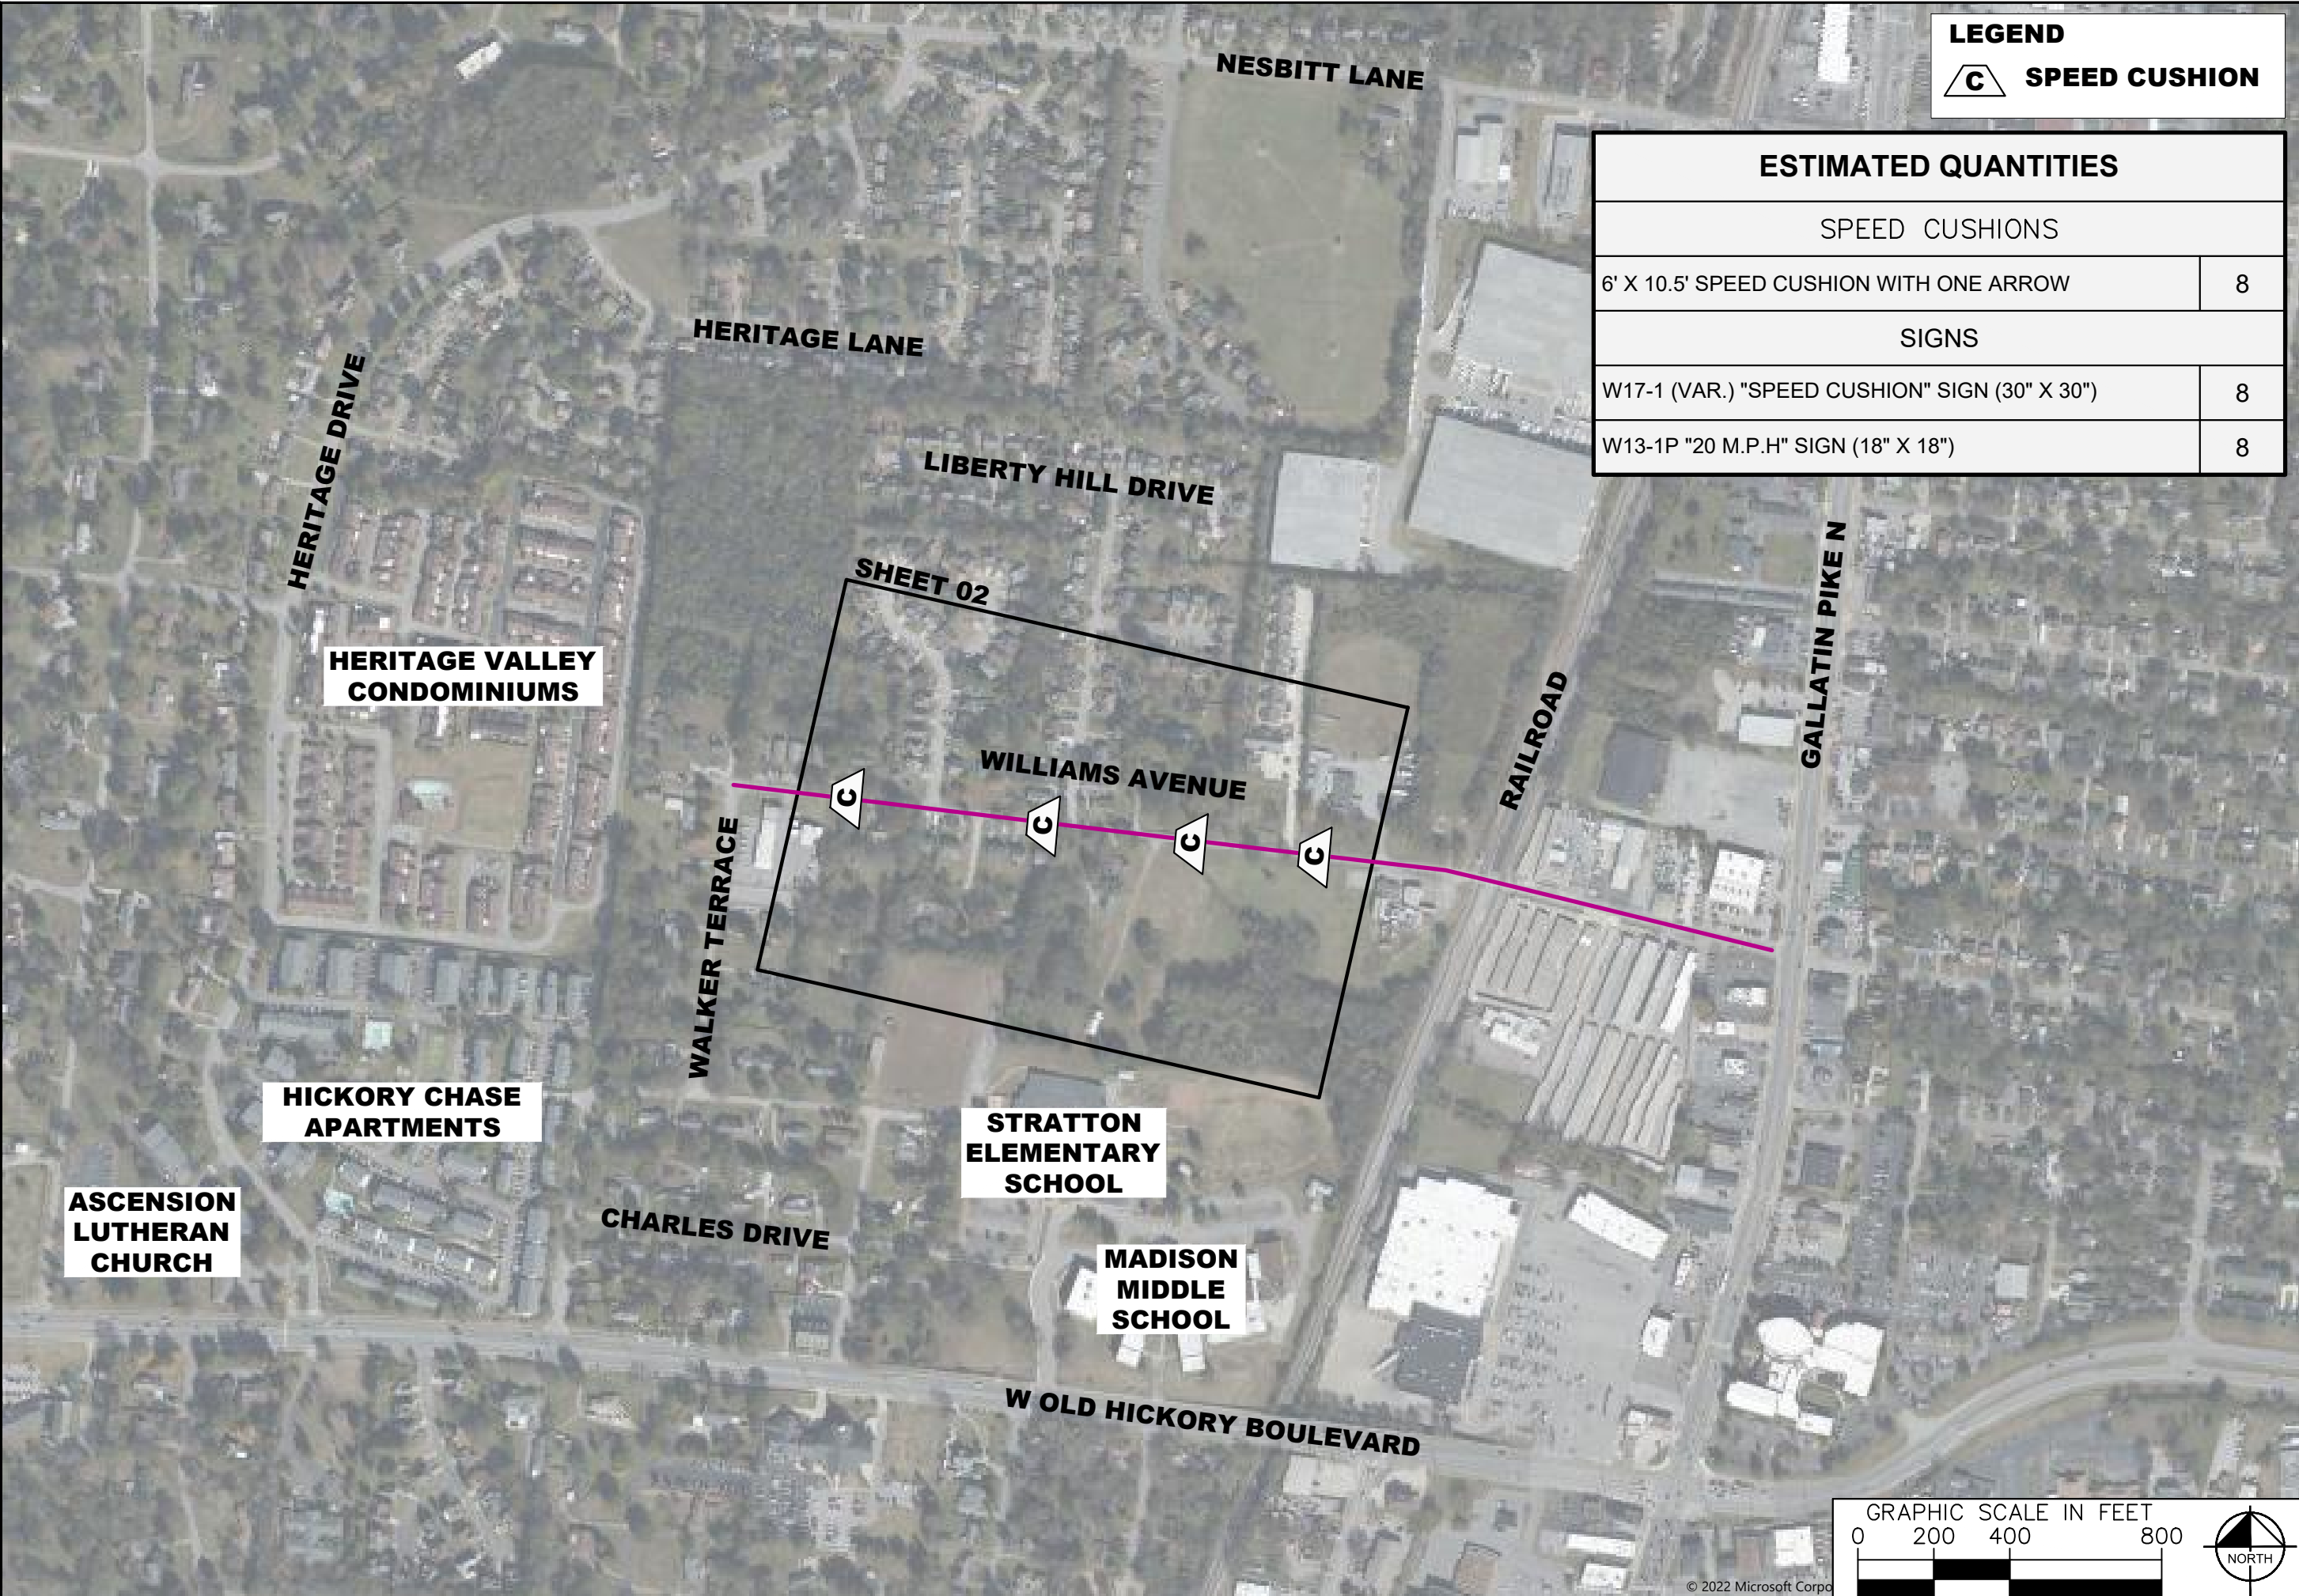 LEGEND
C SPEED CUSHION
ESTIMATED QUANTITIES
SPEED CUSHIONS
6' X 10.5' SPEED CUSHION WITH ONE ARROW 8
SIGNS
W17-1 (VAR.) "SPEED CUSHION" SIGN (30" X 30") 8
W13-1P "20 M.P.H" SIGN (18" X 18") 8
NESBITT LANE
HERITAGE LANE
HERITAGE DRIVE
LIBERTY HILL DRIVE
SHEET 02
GALLATIN PIKE N
HERITAGE VALLEY
CONDOMINIUMS
RAILROAD
WILLIAMS AVENUE
C
C
C
C
WALKER TERRACE
HICKORY CHASE
APARTMENTS
STRATTON
ELEMENTARY
SCHOOL
ASCENSION
LUTHERAN
CHURCH
CHARLES DRIVE
MADISON
MIDDLE
SCHOOL
W OLD HICKORY BOULEVARD
GRAPHIC SCALE IN FEET
0 200 400 800
NORTH
© 2022 Microsoft Corpo